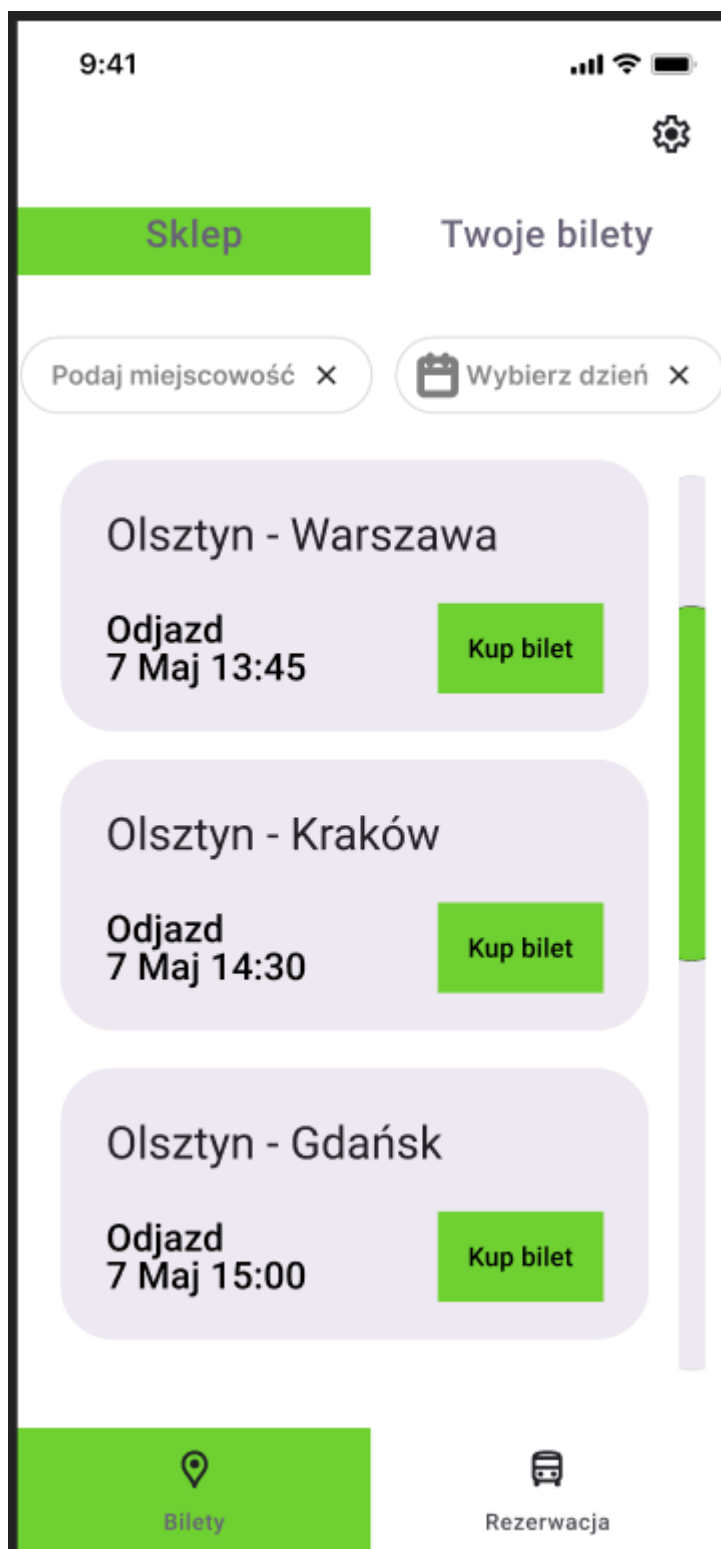 9:41
Sklep
Twoje bilety
Podaj miejscowość
Wybierz dzień
Olsztyn - Warszawa
Odjazd
7 Maj 13:45
Kup bilet
Olsztyn - Kraków
Odjazd
7 Maj 14:30
Kup bilet
Olsztyn - Gdańsk
Odjazd
7 Maj 15:00
Kup bilet
Bilety
Rezerwacja